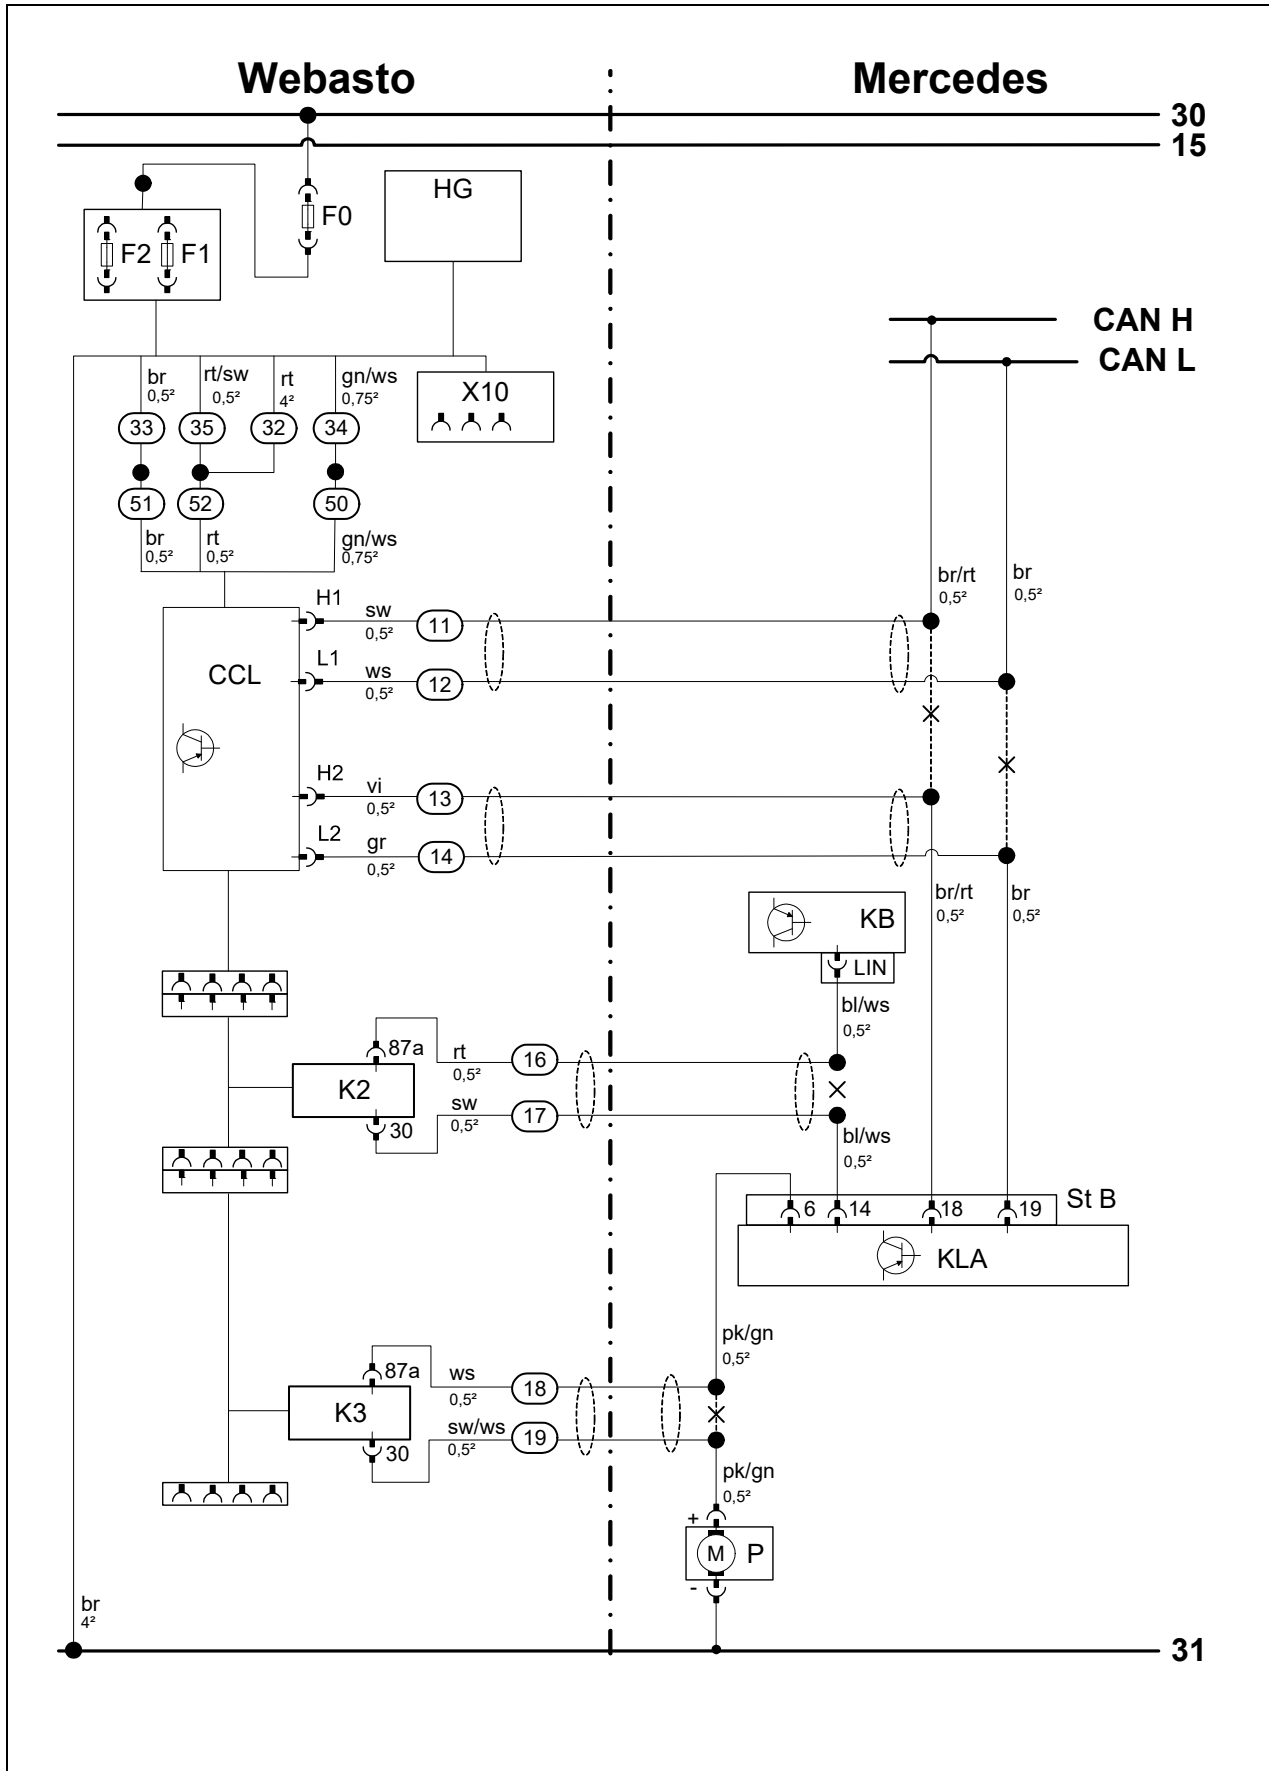 Webasto
Mercedes
30
15
HG
F0
F2
F1
CAN H
CAN L
X10
br
0,5²
rt/sw
0,5²
rt
4²
gn/ws
0,75²
33
35
32
34
51
52
50
br
0,5²
rt
0,5²
gn/ws
0,75²
br/rt
0,5²
br
0,5²
H1
sw
0,5²
11
L1
ws
0,5²
12
CCL
H2
vi
0,5²
13
L2
gr
0,5²
14
br/rt
0,5²
br
0,5²
KB
LIN
bl/ws
0,5²
87a
rt
0,5²
16
K2
sw
0,5²
17
30
bl/ws
0,5²
St B
6
14
18
19
KLA
pk/gn
0,5²
87a
ws
0,5²
18
K3
sw/ws
0,5²
19
30
pk/gn
0,5²
+
M
P
-
br
4²
31